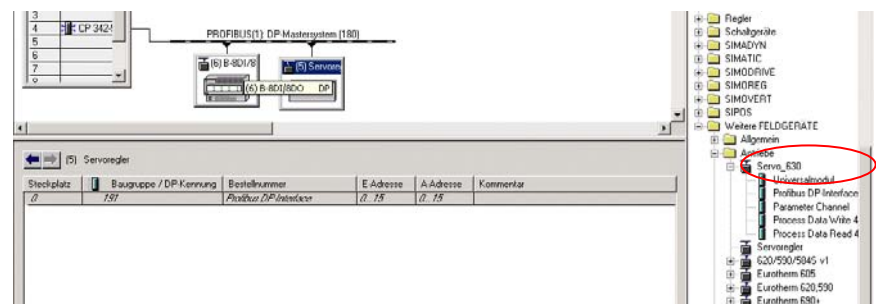 3
4 CP 342-
5
6
7
PROFIBUS(1): DP-Mastersystem (180)
(6) B-8DI/8
(5) Servore
(6) B-8DI/8DO DP
(5) Servoregler
Steckplatz Baugruppe / DP-Kennung Bestellnummer E-Adresse A-Adresse Kommentar
0 191 Profibus DP-Interface 0...15 0...15
Regler
Schaltgeräte
SIMADYN
SIMATIC
SIMODRIVE
SIMOREG
SIMOVERT
SIPOS
Weitere FELDGERÄTE
Allgemein
Antriebe
Servo_630
Universalmodul
Profibus DP-Interface
Parameter Channel
Process Data Write 4
Process Data Read 4
Servoregler
620/590/584S v1
Eurotherm 605
Eurotherm 620,590
Eurotherm 690+